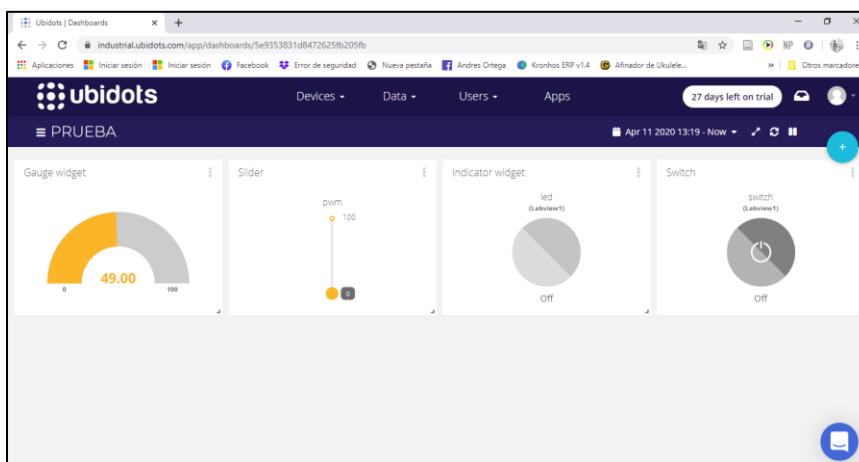 Ubidots | Dashboards
industrial.ubidots.com/app/dashboards/5e9353831d8472625fb205fb
Aplicaciones Iniciar sesión Iniciar sesión Facebook Error de seguridad Nueva pestaña Andres Ortega Kronhos ERP v1.4 Afinador de Ukulele... » Otros marcadores
ubidots Devices Data Users Apps 27 days left on trial
PRUEBA Apr 11 2020 13:19 - Now
+
Gauge widget Slider Indicator widget Switch
pwm led switch
(Labview1) (Labview1)
100
49.00
0 100 0
Off Off